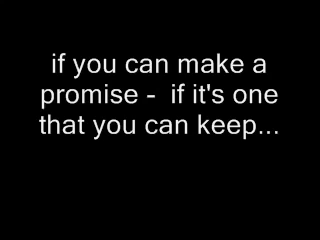 if you can make a
promise -  if it's one
that you can keep...